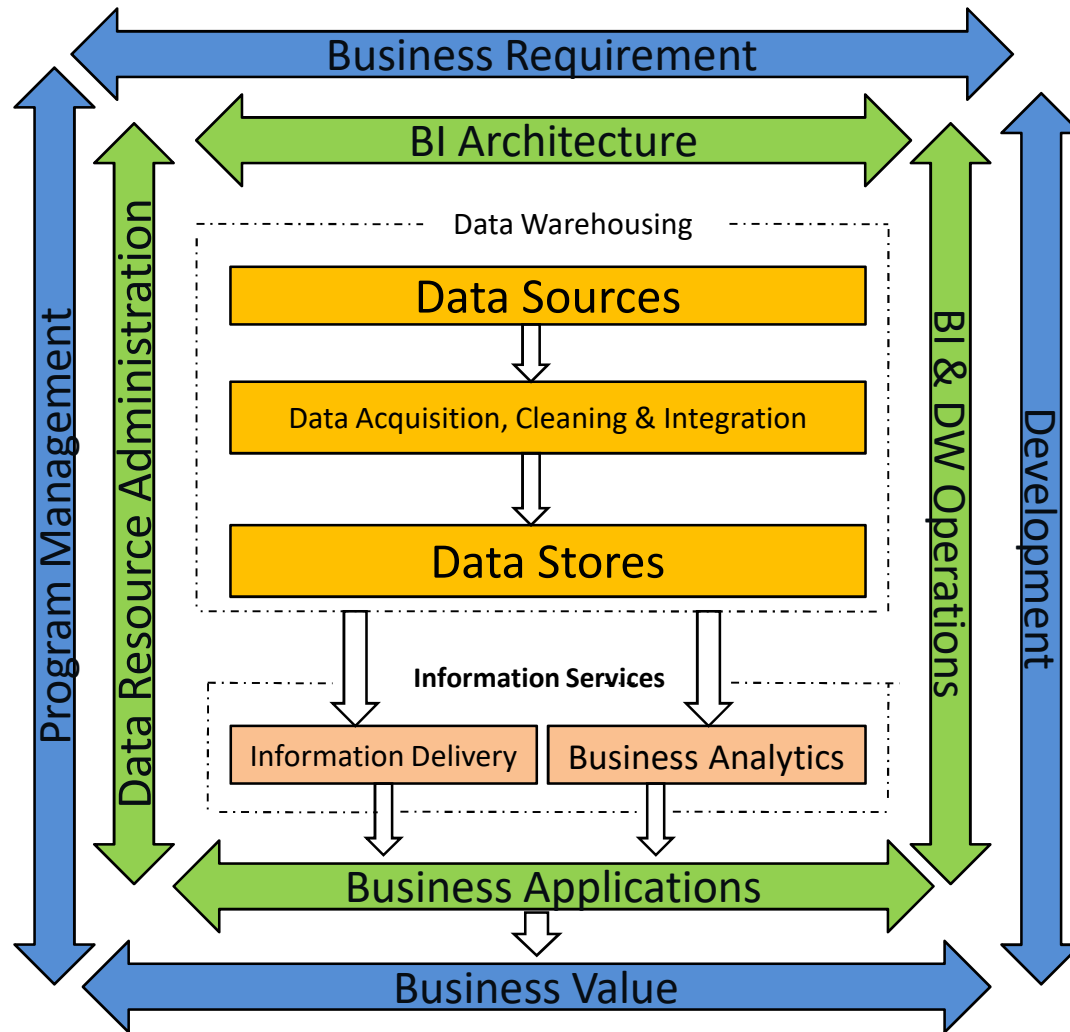 Business Requirement
BI Architecture
Program Management
Data Resource Administration
Data Warehousing
Data Sources
Data Acquisition, Cleaning & Integration
Data Stores
BI & DW Operations
Development
Information Services
Information Delivery
Business Analytics
Business Applications
Business Value